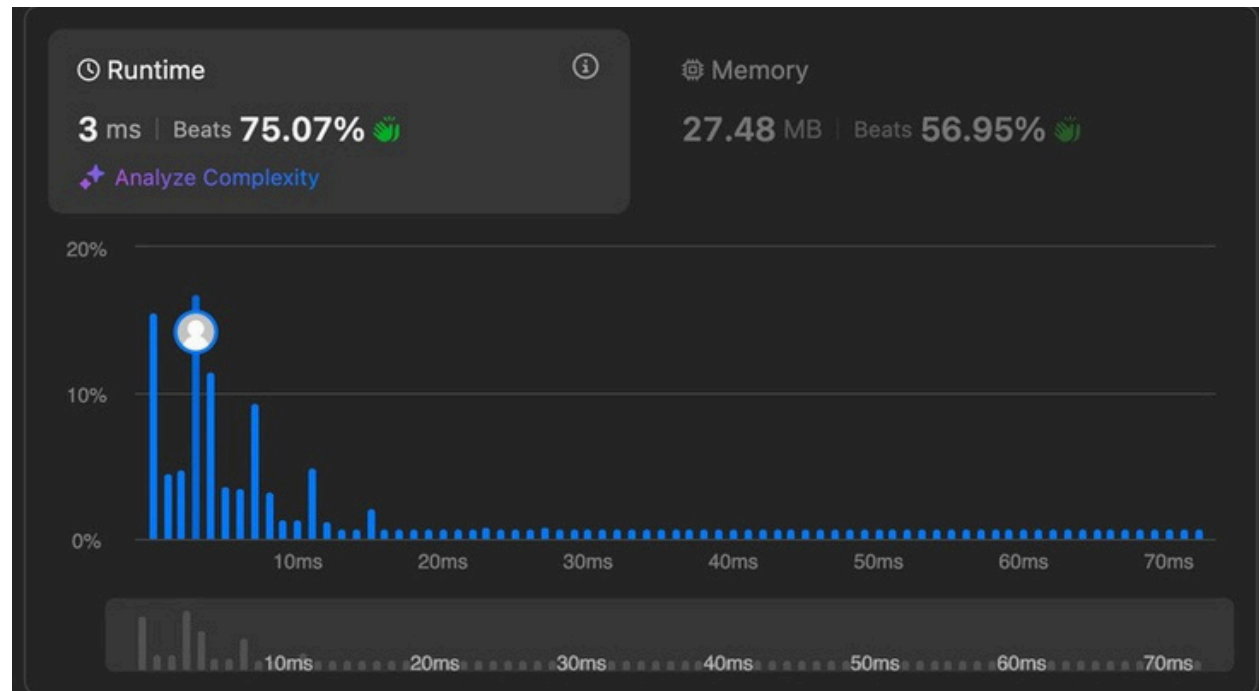 Runtime
3 ms | Beats 75.07%
Analyze Complexity
Memory
27.48 MB | Beats 56.95%
20%
10%
0%
10ms 20ms 30ms 40ms 50ms 60ms 70ms
10ms 20ms 30ms 40ms 50ms 60ms 70ms